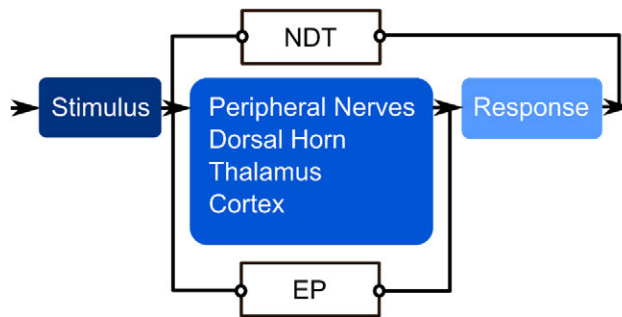 NDT
Stimulus
Peripheral Nerves
Dorsal Horn
Thalamus
Cortex
Response
EP